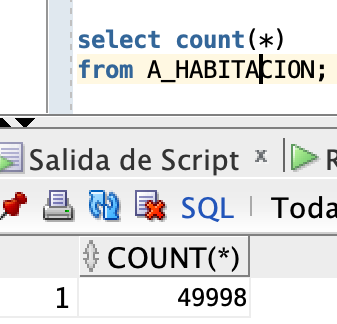 select count(*)
from A_HABITACION;
Salida de Script
R
SQL
Toda
COUNT(*)
1 49998